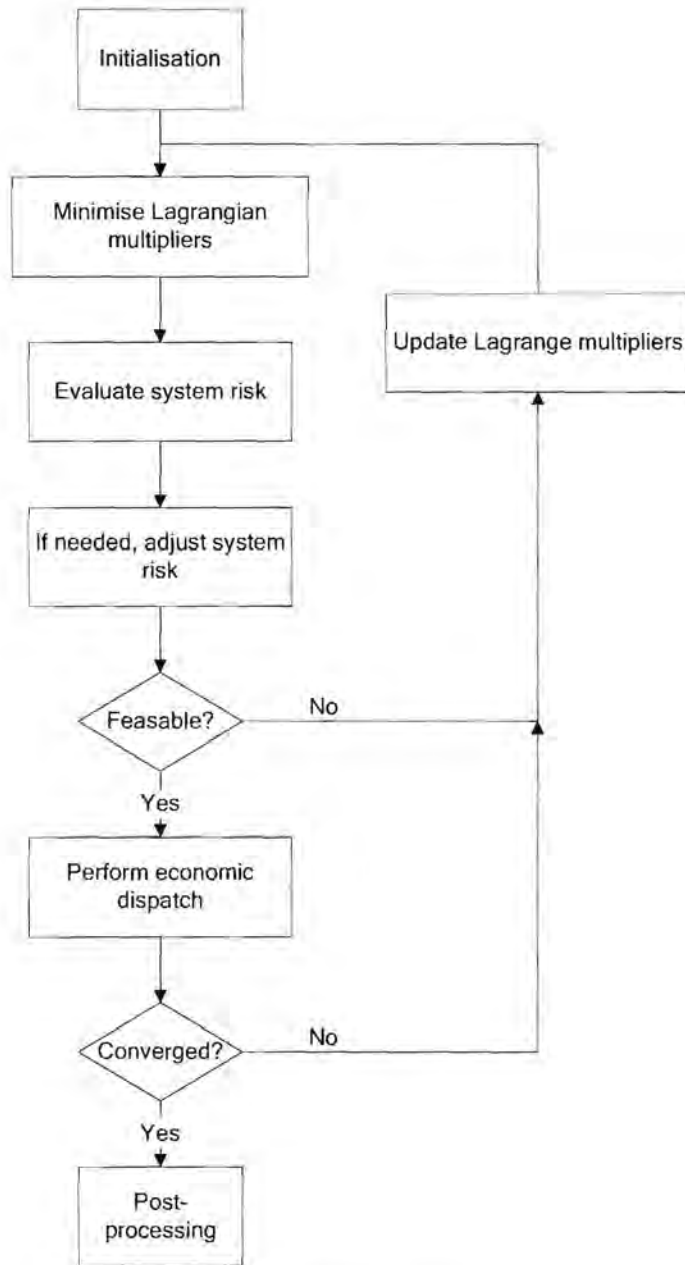 Initialisation
Minimise Lagrangian
multipliers
Update Lagrange multipliers
Evaluate system risk
If needed, adjust system
risk
Feasable?
No
Yes
Perform economic
dispatch
Converged?
No
Yes
Post-
processing